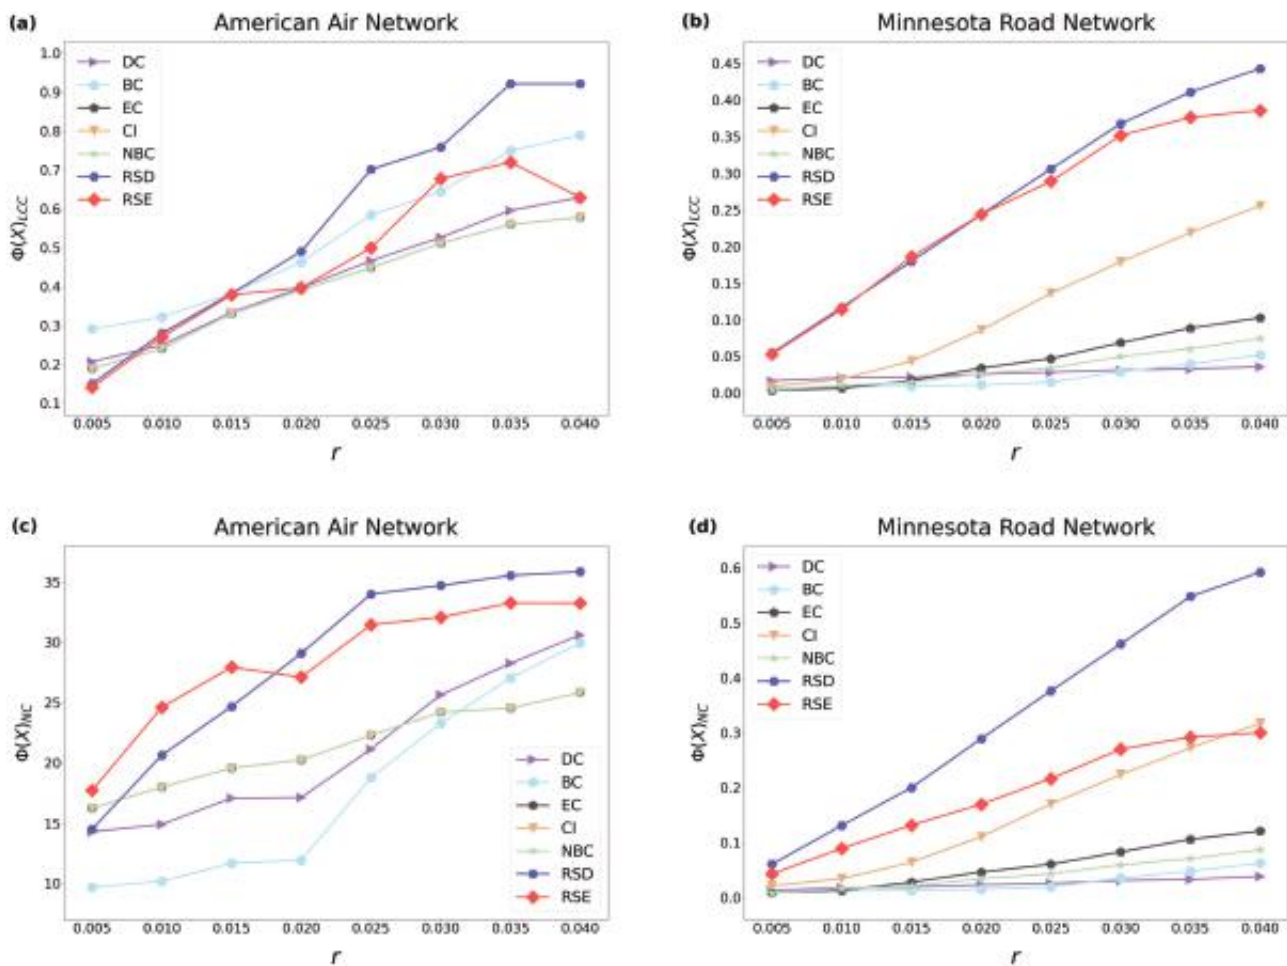 (a) American Air Network
1.0
0.9
0.8
0.7
0.6
0.5
0.4
0.3
0.2
0.1
Φ(X)LCC
DC
BC
EC
CI
NBC
RSD
RSE
0.005 0.010 0.015 0.020 0.025 0.030 0.035 0.040
r
(b) Minnesota Road Network
0.45
0.40
0.35
0.30
0.25
0.20
0.15
0.10
0.05
0.00
Φ(X)LCC
DC
BC
EC
CI
NBC
RSD
RSE
0.005 0.010 0.015 0.020 0.025 0.030 0.035 0.040
r
(c) American Air Network
35
30
25
20
15
10
Φ(X)NC
DC
BC
EC
CI
NBC
RSD
RSE
0.005 0.010 0.015 0.020 0.025 0.030 0.035 0.040
r
(d) Minnesota Road Network
0.6
0.5
0.4
0.3
0.2
0.1
0.0
Φ(X)NC
DC
BC
EC
CI
NBC
RSD
RSE
0.005 0.010 0.015 0.020 0.025 0.030 0.035 0.040
r